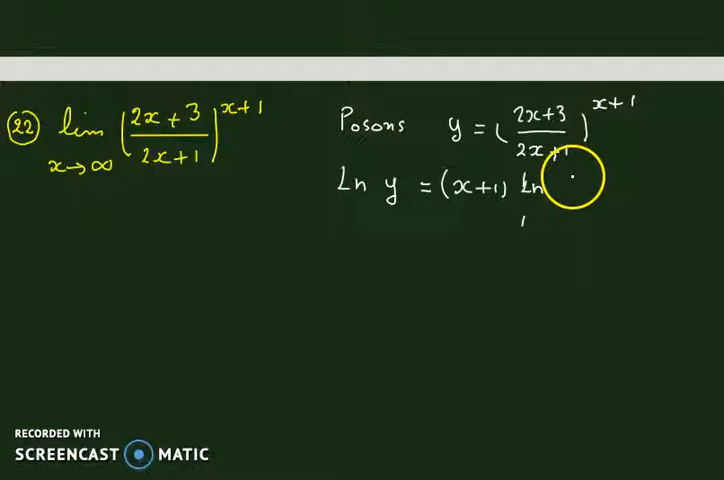 (22) lim x→∞ ((2x+3)/(2x+1))^(x+1)
Posons y = ((2x+3)/(2x+1))^(x+1)
Ln y = (x+1) Ln
RECORDED WITH
SCREENCAST MATIC